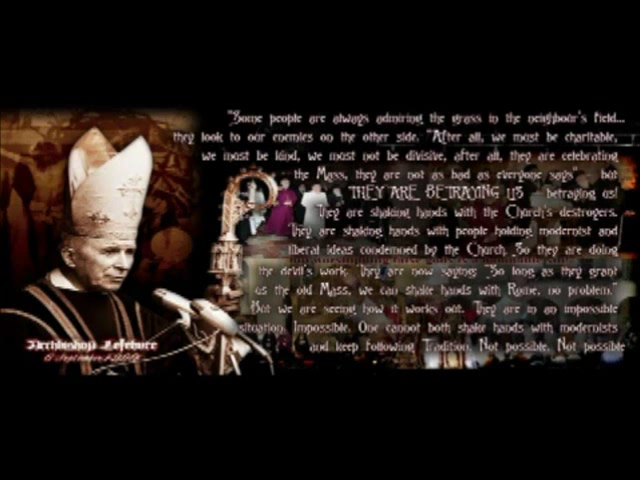 "Some people are always admiring the grass in the neighbour's field...
they look to our enemies on the other side. "After all, we must be charitable,
we must be kind, we must not be divisive, after all, they are celebrating
the Mass, they are not as bad as everyone says but
THEY ARE BETRAYING US betraying us!
They are shaking hands with the Church's destroyers.
They are shaking hands with people holding modernist and
liberal ideas condemned by the Church. So they are doing
the devil's work. They are now saying: "So long as they grant
us the old Mass, we can shake hands with Rome, no problem."
But we are seeing how it works out. They are in an impossible
situation. Impossible. One cannot both shake hands with modernists
and keep following Tradition. Not possible. Not possible
Archbishop Lefebvre
6 September